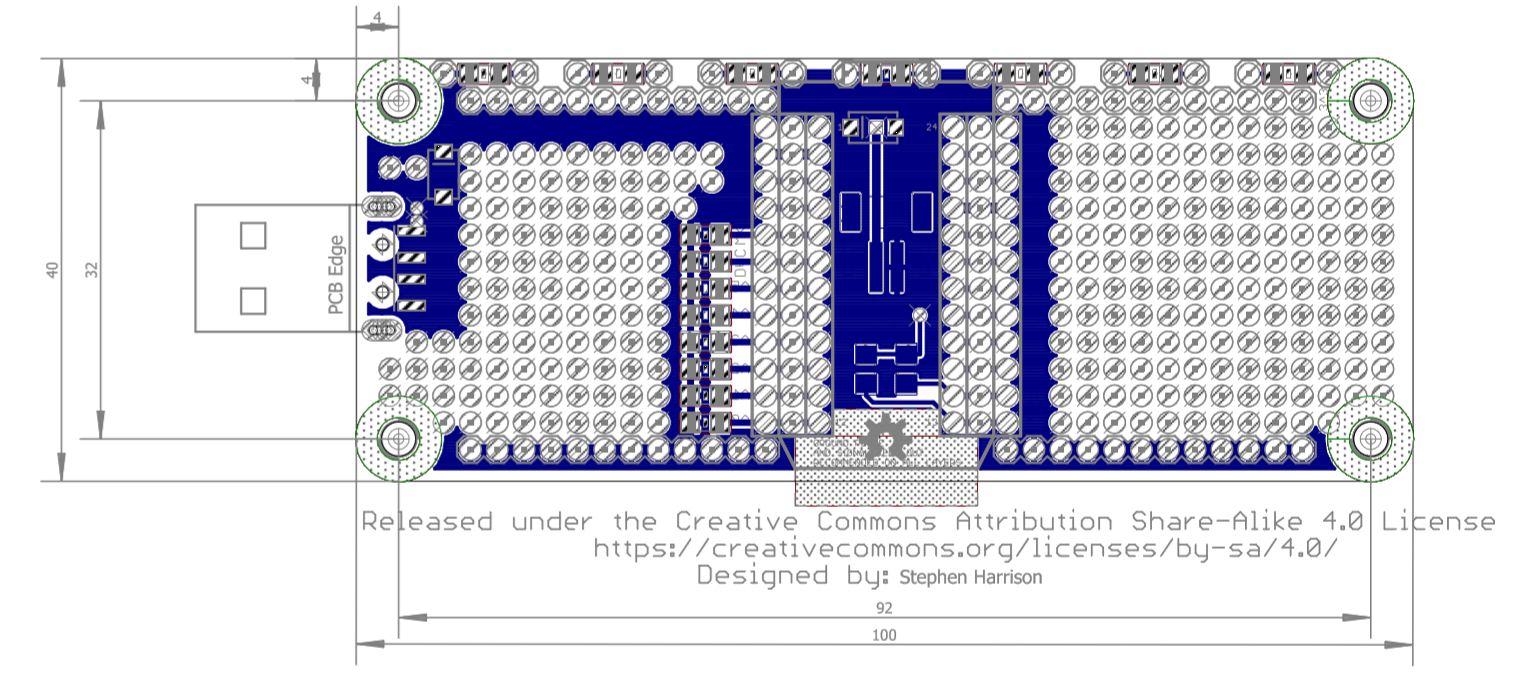 4
4
40
32
24
PCB Edge
Released under the Creative Commons Attribution Share-Alike 4.0 License
https://creativecommons.org/licenses/by-sa/4.0/
Designed by: Stephen Harrison
92
100